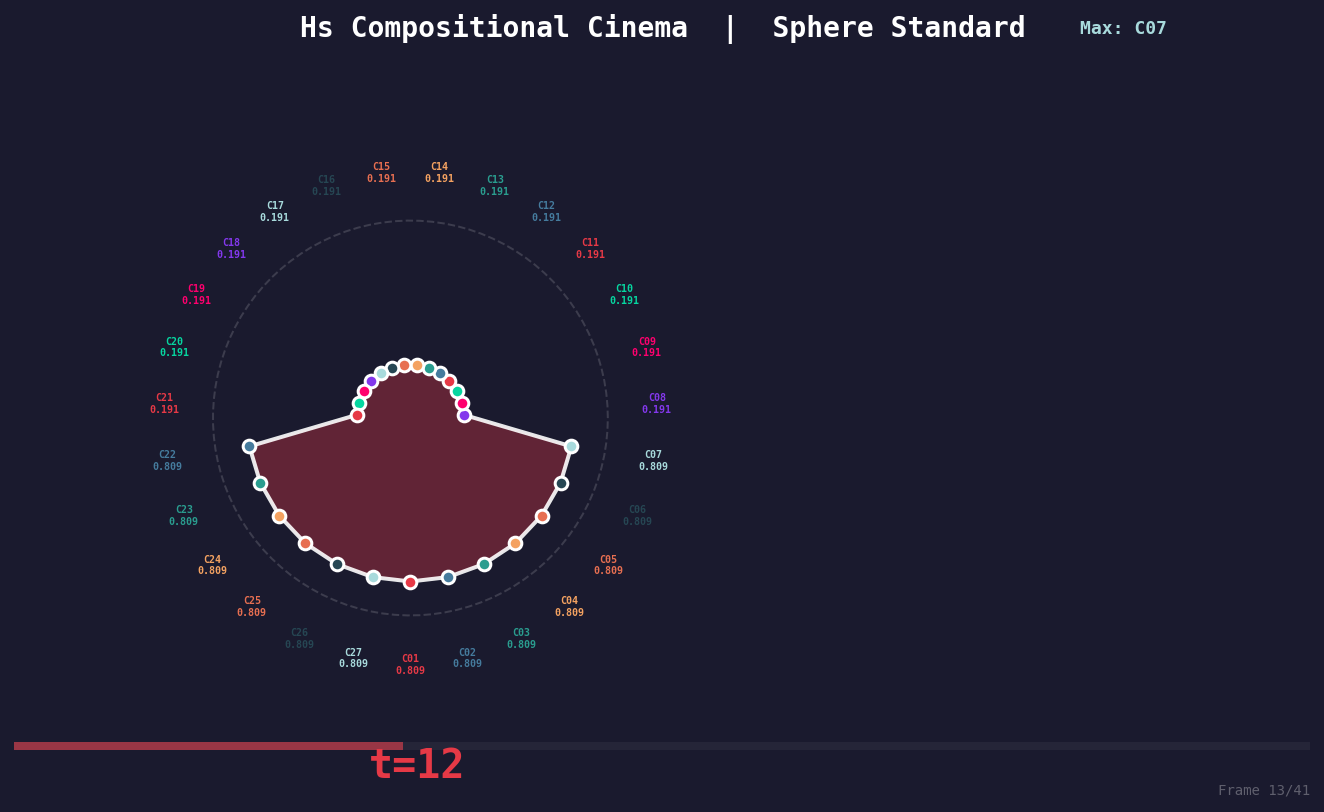 Hs Compositional Cinema | Sphere Standard
Max: C07
C15
0.191
C14
0.191
C16
0.191
C13
0.191
C17
0.191
C12
0.191
C18
0.191
C11
0.191
C19
0.191
C10
0.191
C20
0.191
C09
0.191
C21
0.191
C08
0.191
C22
0.809
C07
0.809
C23
0.809
C06
0.809
C24
0.809
C05
0.809
C25
0.809
C04
0.809
C26
0.809
C03
0.809
C27
0.809
C02
0.809
C01
0.809
t=12
Frame 13/41